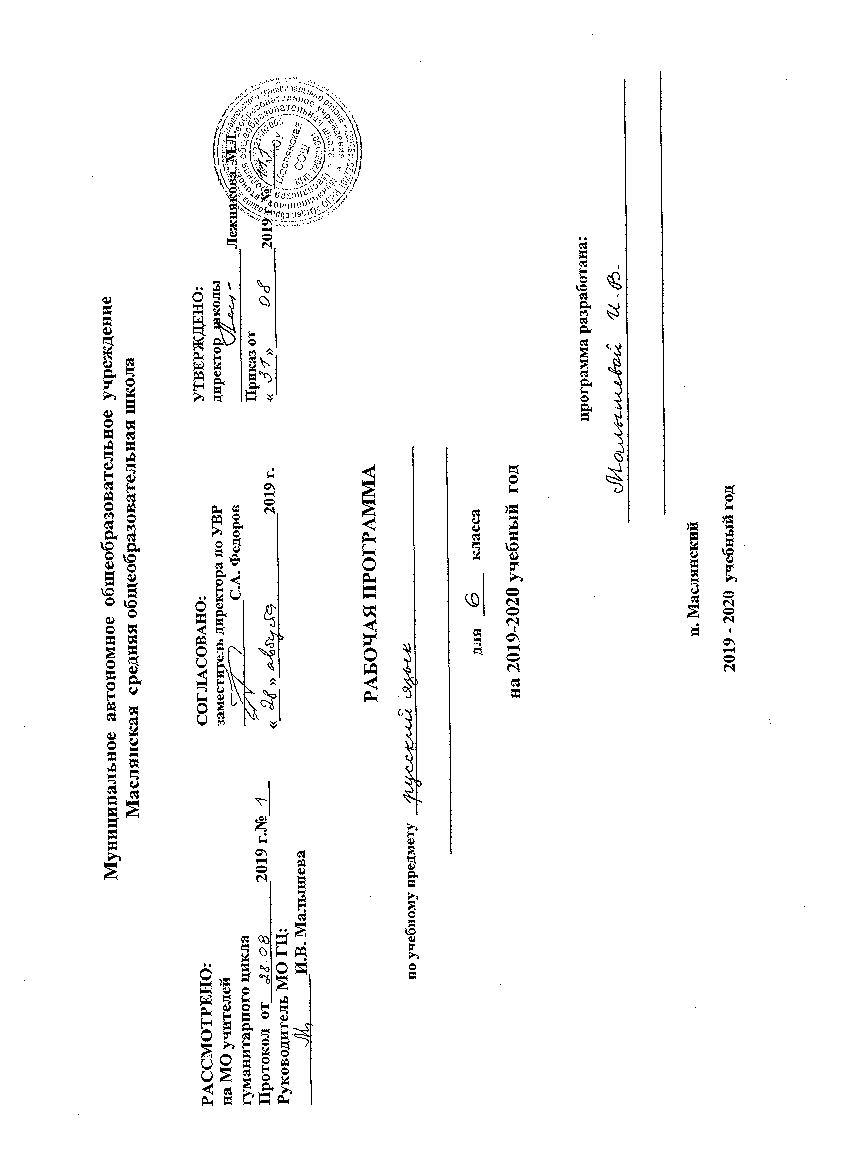 Муниципальное автономное общеобразовательное учреждение
Маслянская средняя общеобразовательная школа
РАССМОТРЕНО:
на МО учителей
гуманитарного цикла
Протокол от 28.08 2019 г.№ 1
Руководитель МО ГЦ:
И.В. Малышева
СОГЛАСОВАНО:
заместитель директора по УВР
С.А. Федоров
« 28 » августа 2019 г.
УТВЕРЖДЕНО:
директор школы
Лежнякова М.Л.
Приказ от
« 31 » 08 2019 г. №
Маслянская
СОШ
РАБОЧАЯ ПРОГРАММА
по учебному предмету русский язык
для 6 класса
на 2019-2020 учебный год
программа разработана:
Малышевой И.В.
п. Маслянский
2019 - 2020 учебный год